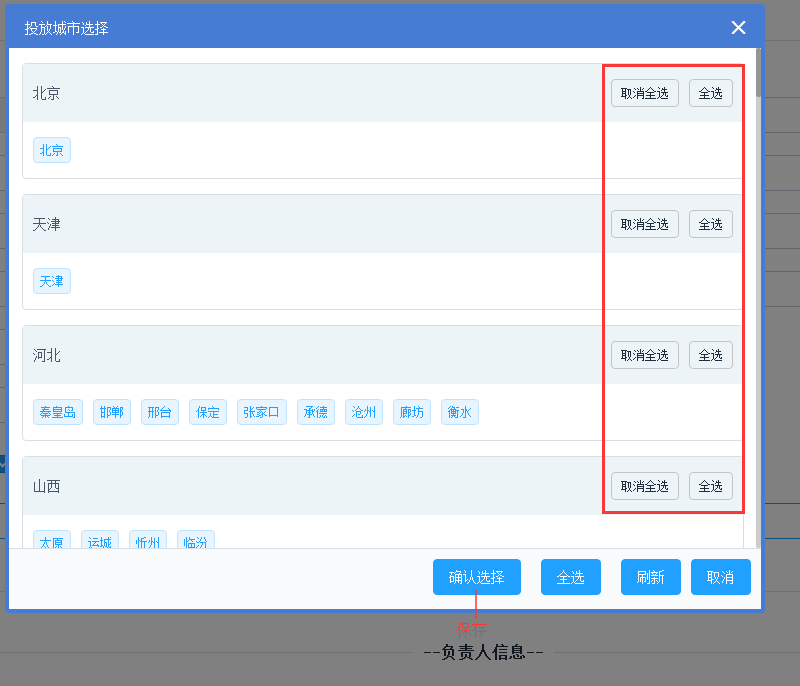 投放城市选择
北京 取消全选 全选
北京
天津 取消全选 全选
天津
河北 取消全选 全选
秦皇岛 邯郸 邢台 保定 张家口 承德 沧州 廊坊 衡水
山西 取消全选 全选
太原 运城 忻州 临汾
确认选择 全选 刷新 取消
保存
--负责人信息--